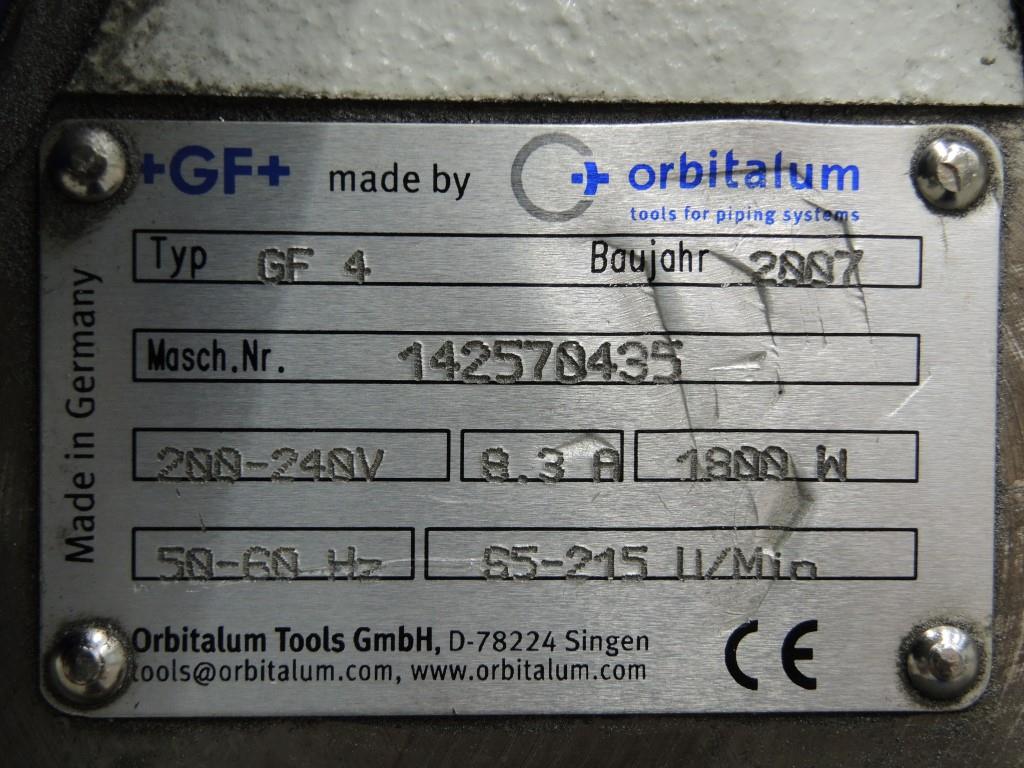 +GF+ made by orbitalum
tools for piping systems
Typ GF 4 Baujahr 2007
Masch.Nr. 142570435
200-240V 8.3 A 1800 W
50-60 Hz 65-215 U/Min
Orbitalum Tools GmbH, D-78224 Singen
tools@orbitalum.com, www.orbitalum.com
CE
Made in Germany